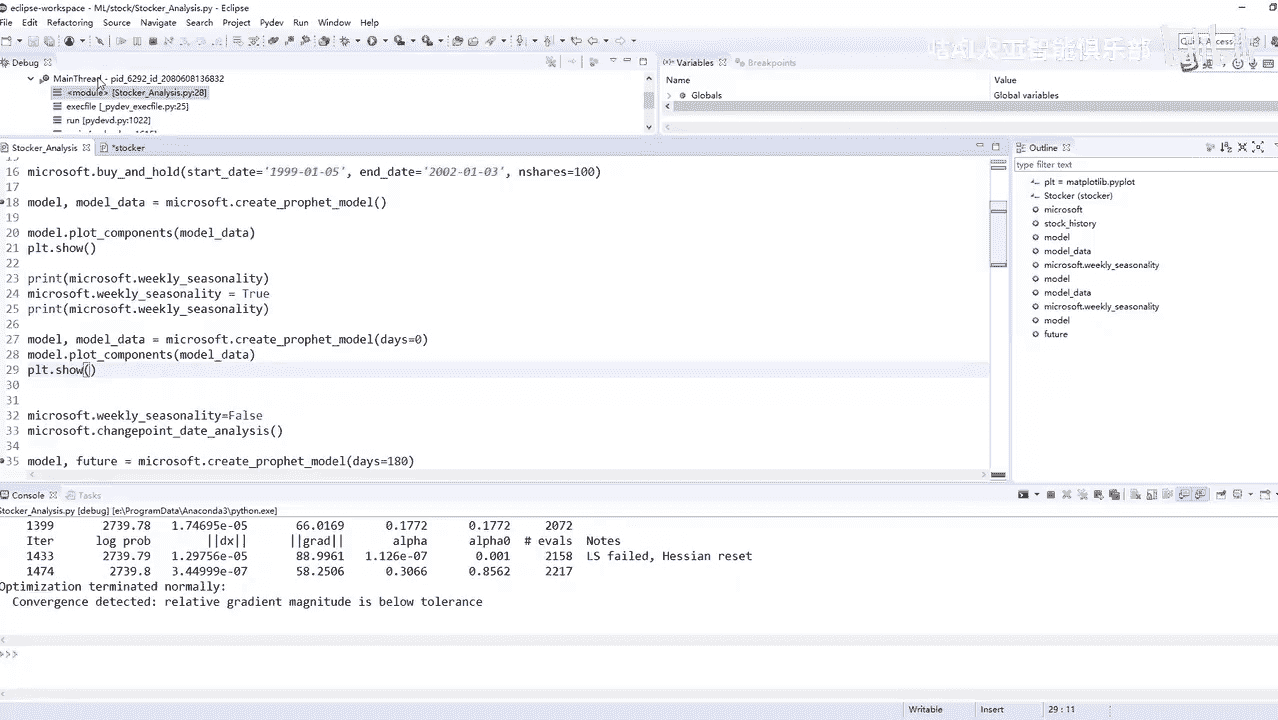 eclipse-workspace - ML/stock/Stocker_Analysis.py - Eclipse
File Edit Refactoring Source Navigate Search Project Pydev Run Window Help
Debug
MainThread - pid_6292_id_2080608136832
<module> [Stocker_Analysis.py:28]
execfile [_pydev_execfile.py:25]
run [pydevd.py:1022]
Variables Breakpoints
Name Value
Globals Global variables
Stocker_Analysis *stocker
16 microsoft.buy_and_hold(start_date='1999-01-05', end_date='2002-01-03', nshares=100)
17
18 model, model_data = microsoft.create_prophet_model()
19
20 model.plot_components(model_data)
21 plt.show()
22
23 print(microsoft.weekly_seasonality)
24 microsoft.weekly_seasonality = True
25 print(microsoft.weekly_seasonality)
26
27 model, model_data = microsoft.create_prophet_model(days=0)
28 model.plot_components(model_data)
29 plt.show()
30
31
32 microsoft.weekly_seasonality=False
33 microsoft.changepoint_date_analysis()
34
35 model, future = microsoft.create_prophet_model(days=180)
Outline
type filter text
plt = matplotlib.pyplot
Stocker (stocker)
microsoft
stock_history
model
model_data
microsoft.weekly_seasonality
model
model_data
microsoft.weekly_seasonality
model
future
Console Tasks
Stocker_Analysis.py [debug] [e:\ProgramData\Anaconda3\python.exe]
1399 2739.78 1.74695e-05 66.0169 0.1772 0.1772 2072
Iter log prob ||dx|| ||grad|| alpha alpha0 # evals Notes
1433 2739.79 1.29756e-05 88.9961 1.126e-07 0.001 2158 LS failed, Hessian reset
1474 2739.8 3.44999e-07 58.2506 0.3066 0.8562 2217
Optimization terminated normally:
Convergence detected: relative gradient magnitude is below tolerance
>>>
Writable Insert 29 : 11